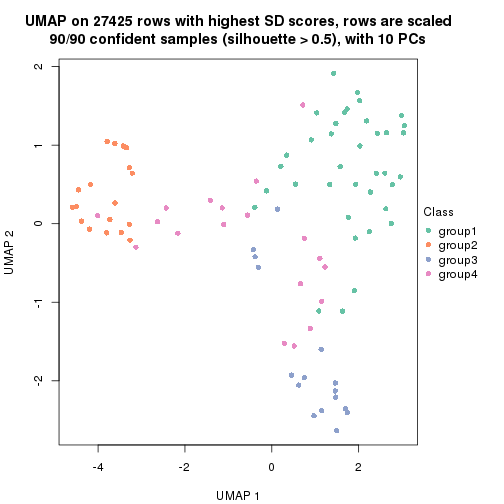 UMAP on 27425 rows with highest SD scores, rows are scaled
90/90 confident samples (silhouette > 0.5), with 10 PCs
2
1
0
-1
-2
UMAP 2
-4
-2
0
2
UMAP 1
Class
group1
group2
group3
group4